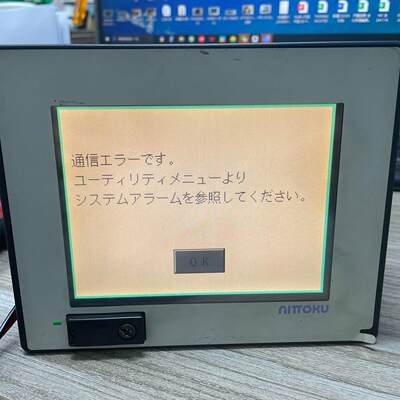 通信エラーです。
ユーティリティメニューより
システムアラームを参照してください。
OK
NITTOKU